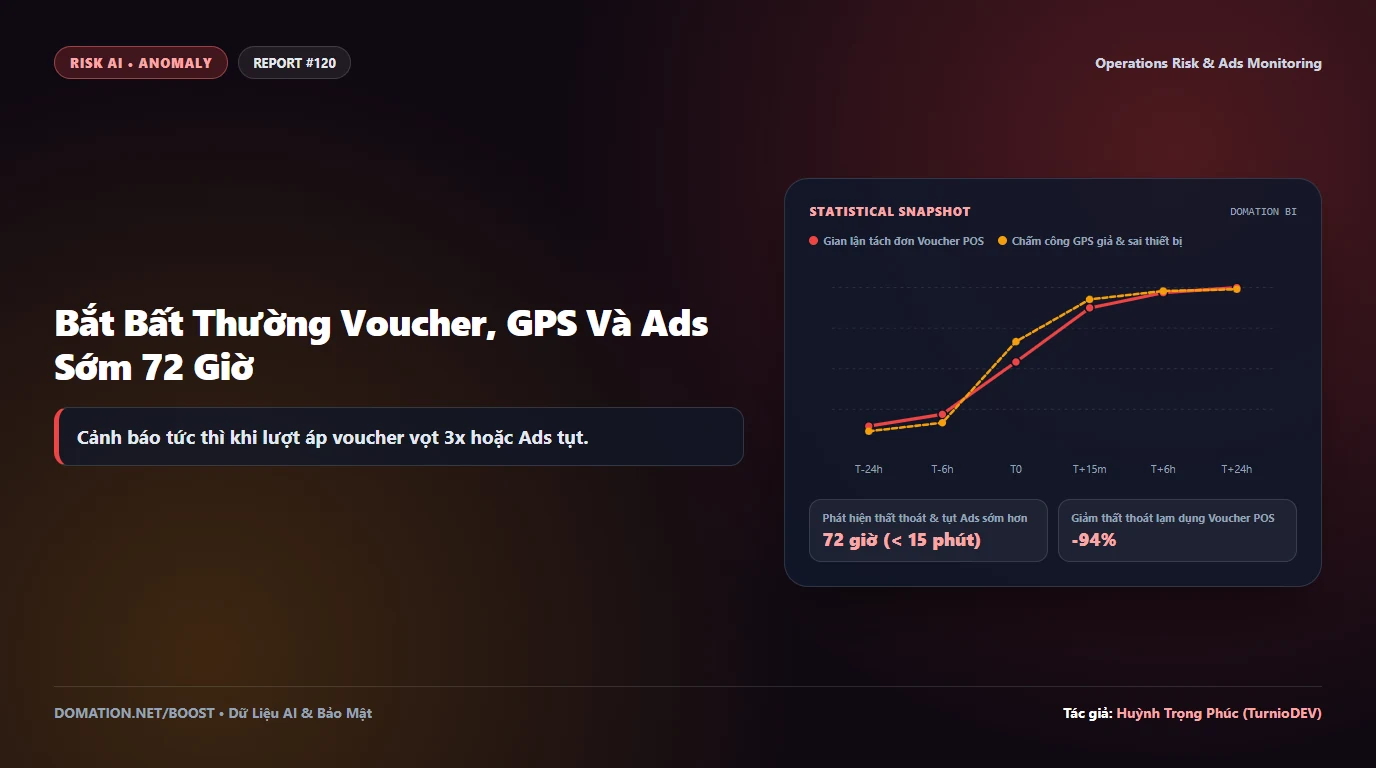 RISK AI • ANOMALY
REPORT #120
Operations Risk & Ads Monitoring
Bắt Bất Thường Voucher, GPS Và Ads
Sớm 72 Giờ
Cảnh báo tức thì khi lượt áp voucher vọt 3x hoặc Ads tụt.
STATISTICAL SNAPSHOT
DOMATION BI
Gian lận tách đơn Voucher POS
Chấm công GPS giả & sai thiết bị
T-24h
T-6h
T0
T+15m
T+6h
T+24h
Phát hiện thất thoát & tụt Ads sớm hơn
72 giờ (< 15 phút)
Giảm thất thoát lạm dụng Voucher POS
-94%
DOMATION.NET/BOOST • Dữ Liệu AI & Bảo Mật
Tác giả: Huỳnh Trọng Phúc (TurnioDEV)